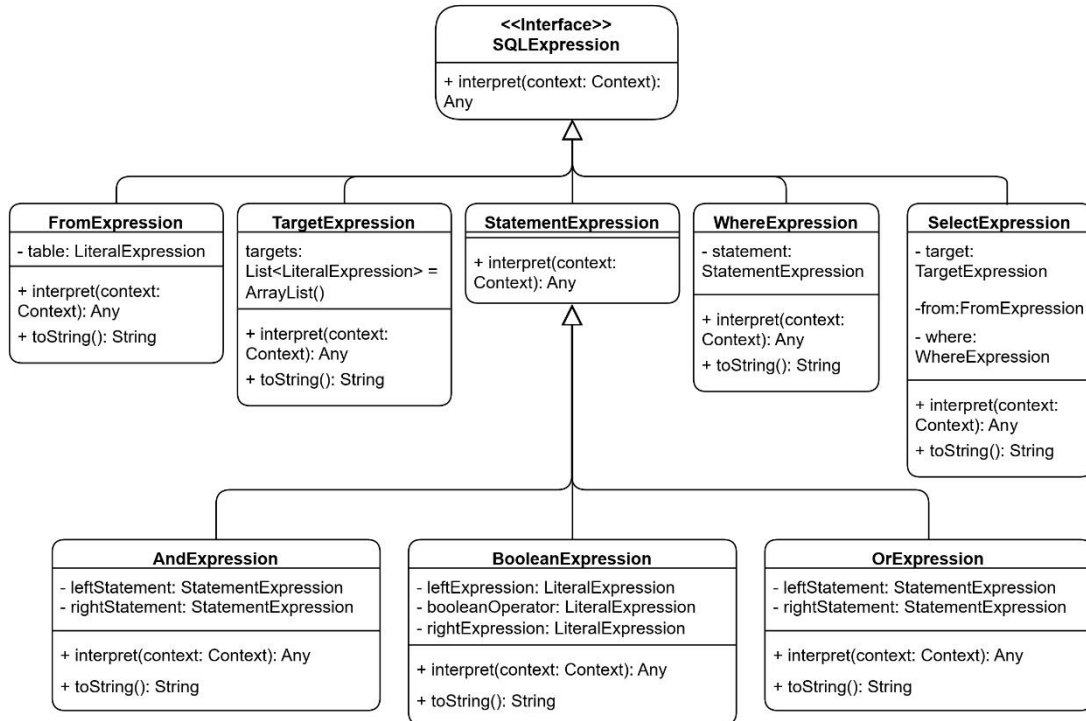 <<Interface>>
SQLExpression
+ interpret(context: Context):
Any
FromExpression
- table: LiteralExpression
+ interpret(context:
Context): Any
+ toString(): String
TargetExpression
targets:
List<LiteralExpression> =
ArrayList()
+ interpret(context:
Context): Any
+ toString(): String
StatementExpression
+ interpret(context:
Context): Any
WhereExpression
- statement:
StatementExpression
+ interpret(context:
Context): Any
+ toString(): String
SelectExpression
- target:
TargetExpression
-from:FromExpression
- where:
WhereExpression
+ interpret(context:
Context): Any
+ toString(): String
AndExpression
- leftStatement: StatementExpression
- rightStatement: StatementExpression
+ interpret(context: Context): Any
+ toString(): String
BooleanExpression
- leftExpression: LiteralExpression
- booleanOperator: LiteralExpression
- rightExpression: LiteralExpression
+ interpret(context: Context): Any
+ toString(): String
OrExpression
- leftStatement: StatementExpression
- rightStatement: StatementExpression
+ interpret(context: Context): Any
+ toString(): String